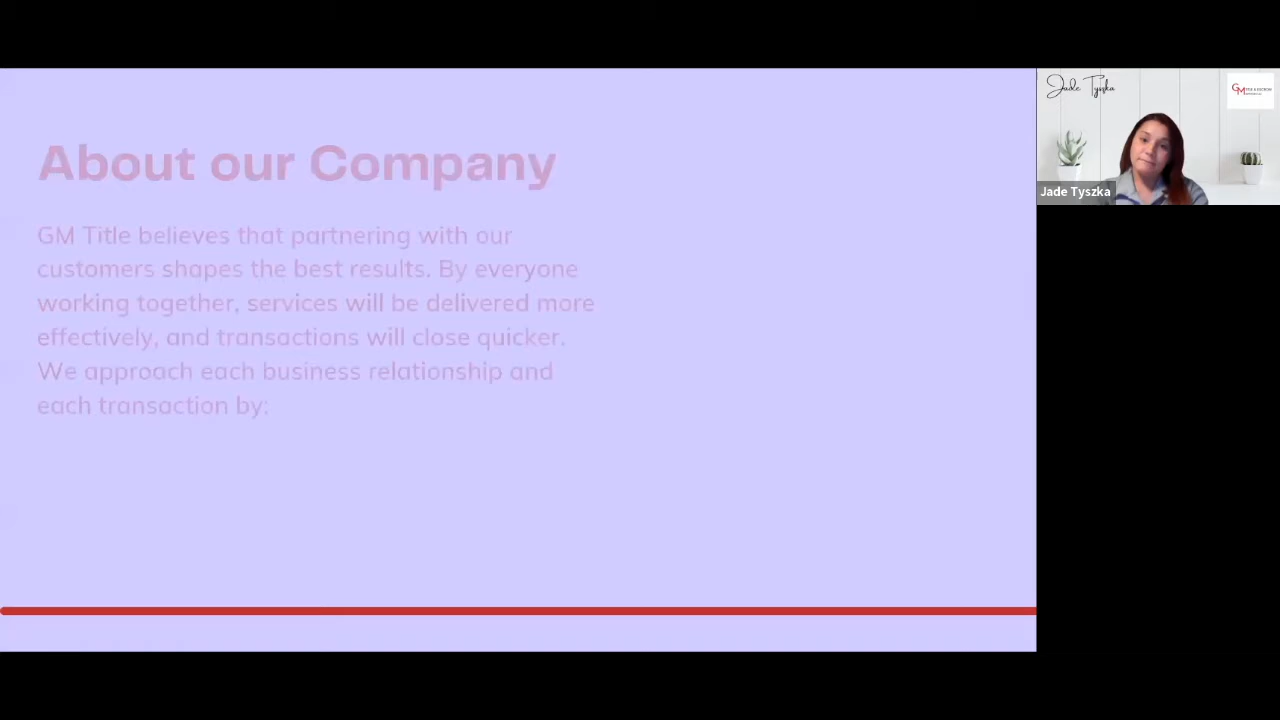 About our Company
GM Title believes that partnering with our
customers shapes the best results. By everyone
working together, services will be delivered more
effectively, and transactions will close quicker.
We approach each business relationship and
each transaction by;
Jade Tyszka
GM
Jade Tyszka